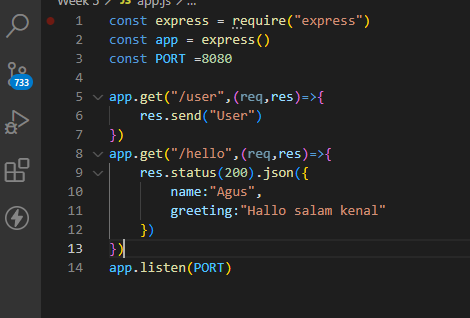 Week 5 > app.js > ...
1 const express = require("express")
2 const app = express()
3 const PORT =8080
4
5 app.get("/user",(req,res)=>{
6 res.send("User")
7 })
8 app.get("/hello",(req,res)=>{
9 res.status(200).json({
10 name:"Agus",
11 greeting:"Hallo salam kenal"
12 })
13 })
14 app.listen(PORT)
733